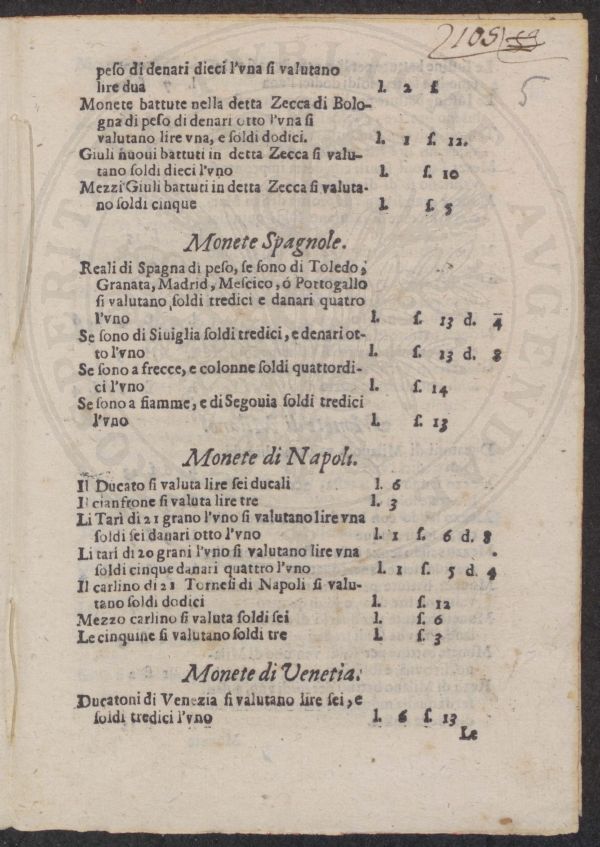 2105
5
peso di denari dieci l'vna si valutano
lire dua l. 2 ſ.
Monete battute nella detta Zecca di Bolo-
gna di peso di denari otto l'vna si
valutano lire vna, e soldi dodici. l. 1 ſ. 12.
Giuli nuoui battuti in detta Zecca si valu-
tano soldi dieci l'vno l. ſ. 10
Mezzi Giuli battuti in detta Zecca si valuta-
no soldi cinque l. ſ. 5
Monete Spagnole.
Reali di Spagna di peso, se sono di Toledo,
Granata, Madrid, Mescico, ó Portogallo
si valutano soldi tredici e danari quatro
l'vno l. ſ. 13 d. 4
Se sono di Siuiglia soldi tredici, e denari ot-
to l'vno l. ſ. 13 d. 8
Se sono a frecce, e colonne soldi quattordi-
ci l'vno l. ſ. 14
Se sono a fiamme, e di Segouia soldi tredici
l'vno l. ſ. 13
Monete di Napoli.
Il Ducato si valuta lire sei ducali l. 6
Il cianfrone si valuta lire tre l. 3
Li Tarì di 21 grano l'vno si valutano lire vna
soldi sei danari otto l'vno l. 1 ſ. 6 d. 8
Li tarì di 20 grani l'vno si valutano lire vna
soldi cinque danari quattro l'vno l. 1 ſ. 5 d. 4
Il carlino di 21 Tornesi di Napoli si valu-
tano soldi dodici l. ſ. 12
Mezzo carlino si valuta soldi sei l. ſ. 6
Le cinquine si valutano soldi tre l. ſ. 3
Monete di Venetia.
Ducatoni di Venezia si valutano lire sei, e
soldi tredici l'vno l. 6 ſ. 13
Le